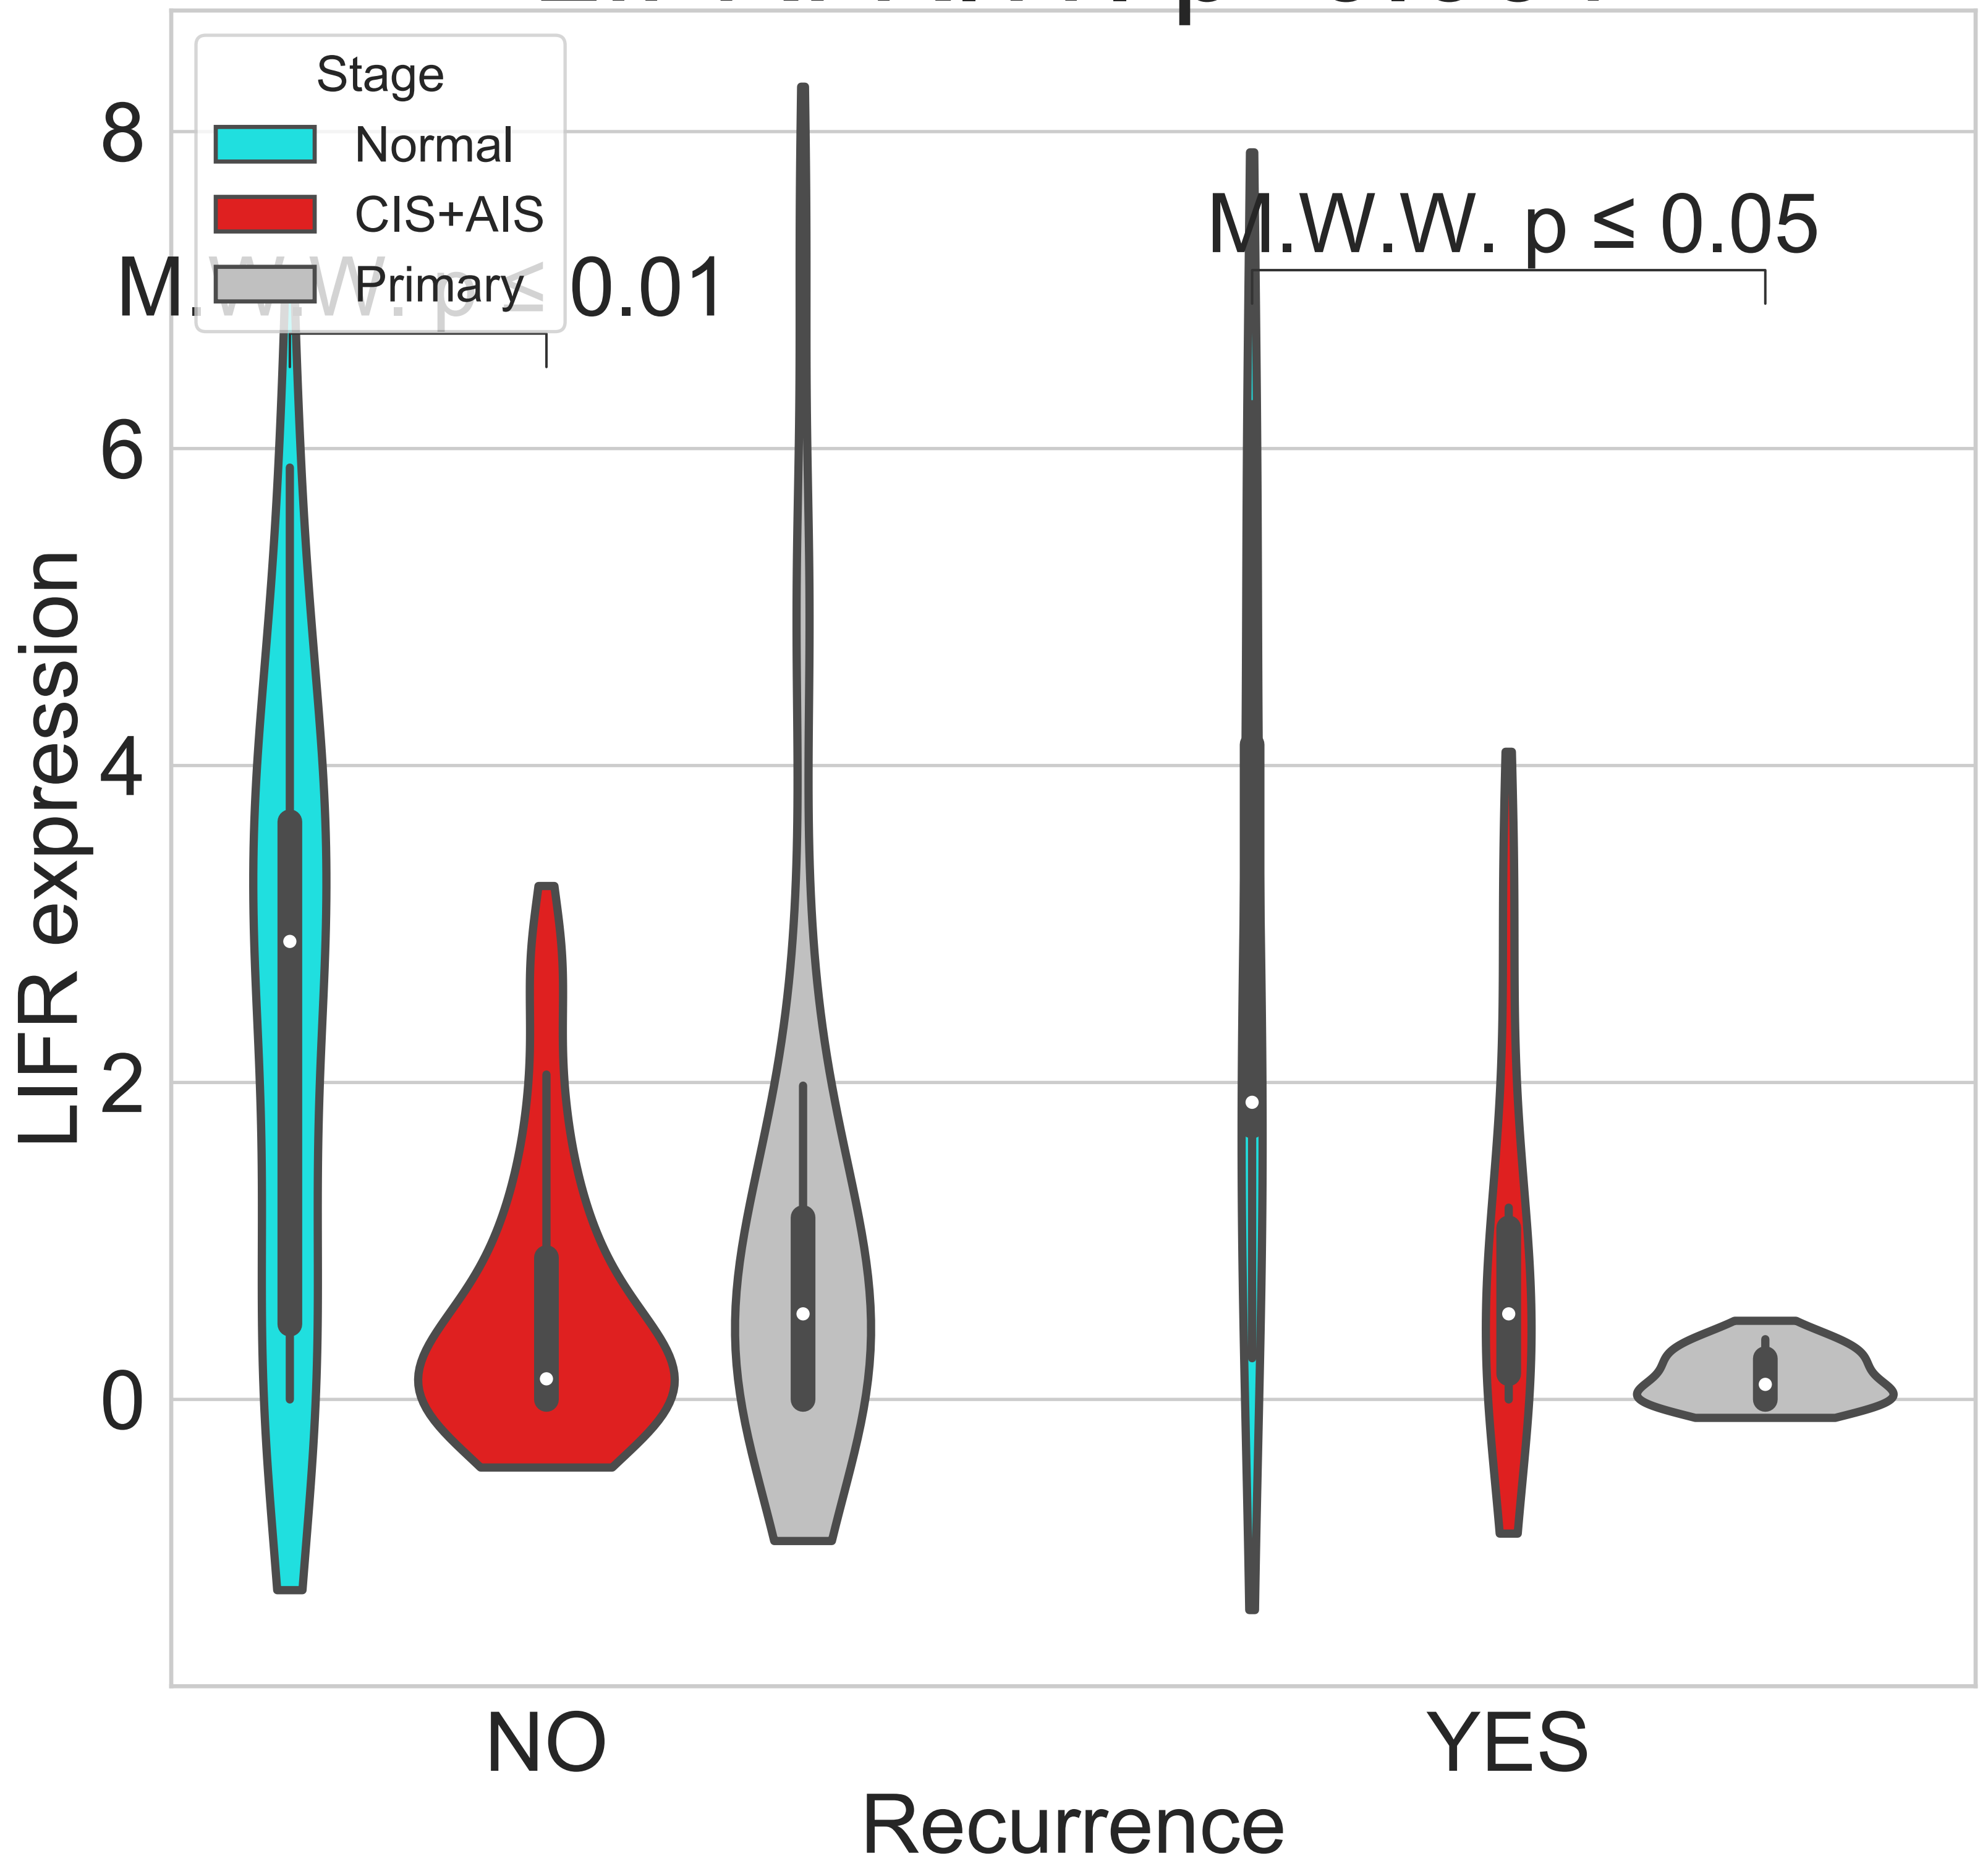 Stage
Normal
CIS+AIS
Primary
M.W.W. p ≤ 0.01
M.W.W. p ≤ 0.05
8
6
4
2
0
LIFR expression
NO
YES
Recurrence